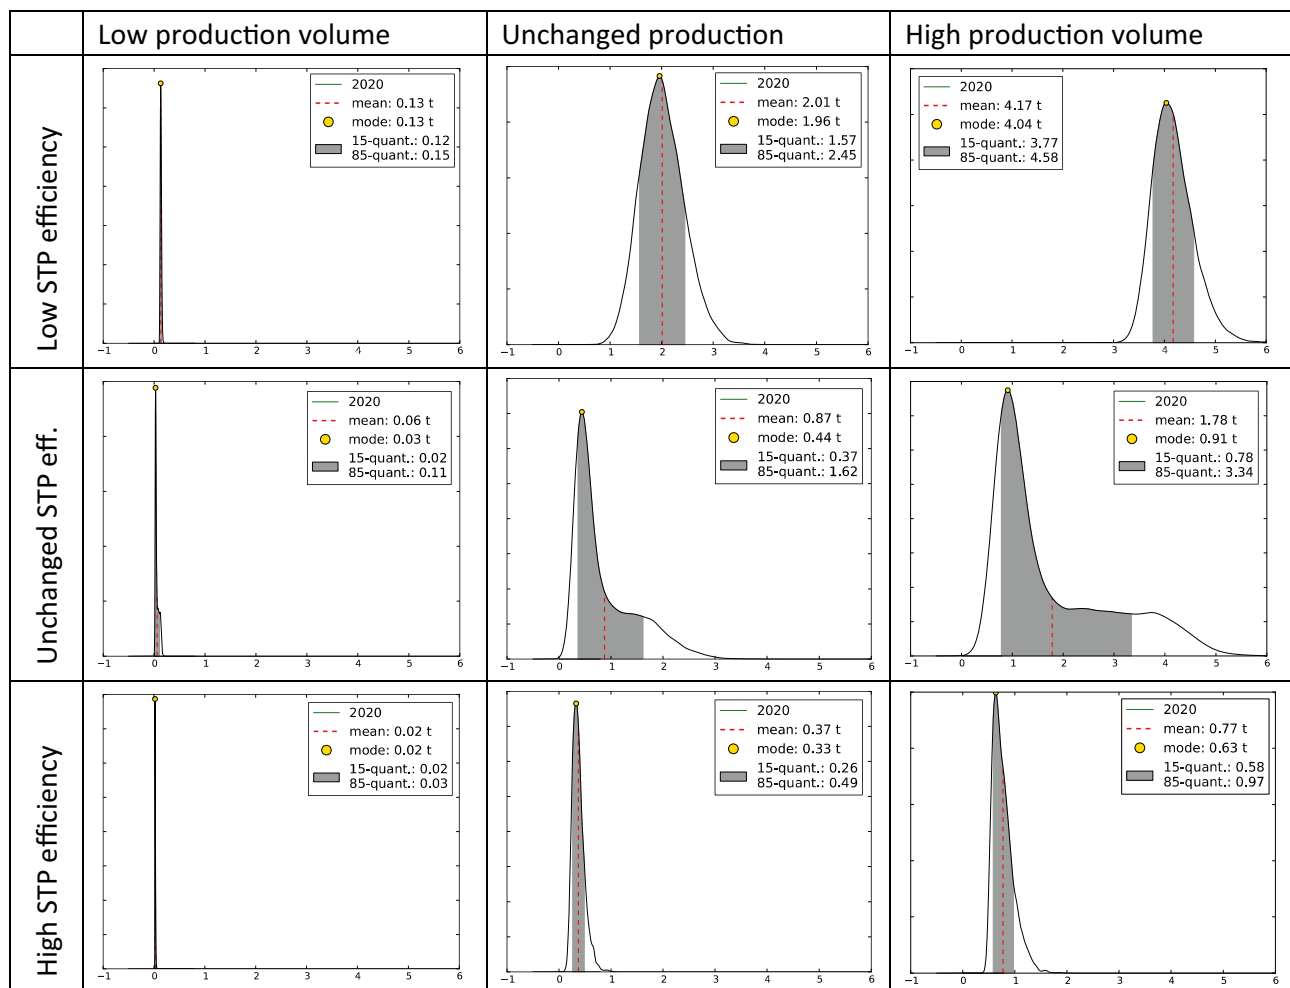 Low production volume
Unchanged production
High production volume
Low STP efficiency
2020
mean: 0.13 t
mode: 0.13 t
15-quant.: 0.12
85-quant.: 0.15
−1 0 1 2 3 4 5 6
2020
mean: 2.01 t
mode: 1.96 t
15-quant.: 1.57
85-quant.: 2.45
−1 0 1 2 3 4 5 6
2020
mean: 4.17 t
mode: 4.04 t
15-quant.: 3.77
85-quant.: 4.58
−1 0 1 2 3 4 5 6
Unchanged STP eff.
2020
mean: 0.06 t
mode: 0.03 t
15-quant.: 0.02
85-quant.: 0.11
−1 0 1 2 3 4 5 6
2020
mean: 0.87 t
mode: 0.44 t
15-quant.: 0.37
85-quant.: 1.62
−1 0 1 2 3 4 5 6
2020
mean: 1.78 t
mode: 0.91 t
15-quant.: 0.78
85-quant.: 3.34
−1 0 1 2 3 4 5 6
High STP efficiency
2020
mean: 0.02 t
mode: 0.02 t
15-quant.: 0.02
85-quant.: 0.03
−1 0 1 2 3 4 5 6
2020
mean: 0.37 t
mode: 0.33 t
15-quant.: 0.26
85-quant.: 0.49
−1 0 1 2 3 4 5 6
2020
mean: 0.77 t
mode: 0.63 t
15-quant.: 0.58
85-quant.: 0.97
−1 0 1 2 3 4 5 6